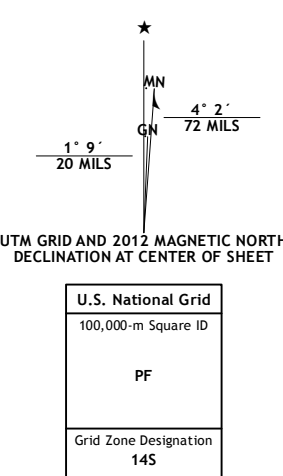 MN
4° 2´
72 MILS
GN
1° 9´
20 MILS
UTM GRID AND 2012 MAGNETIC NORTH
DECLINATION AT CENTER OF SHEET
U.S. National Grid
100,000-m Square ID
PF
Grid Zone Designation
14S